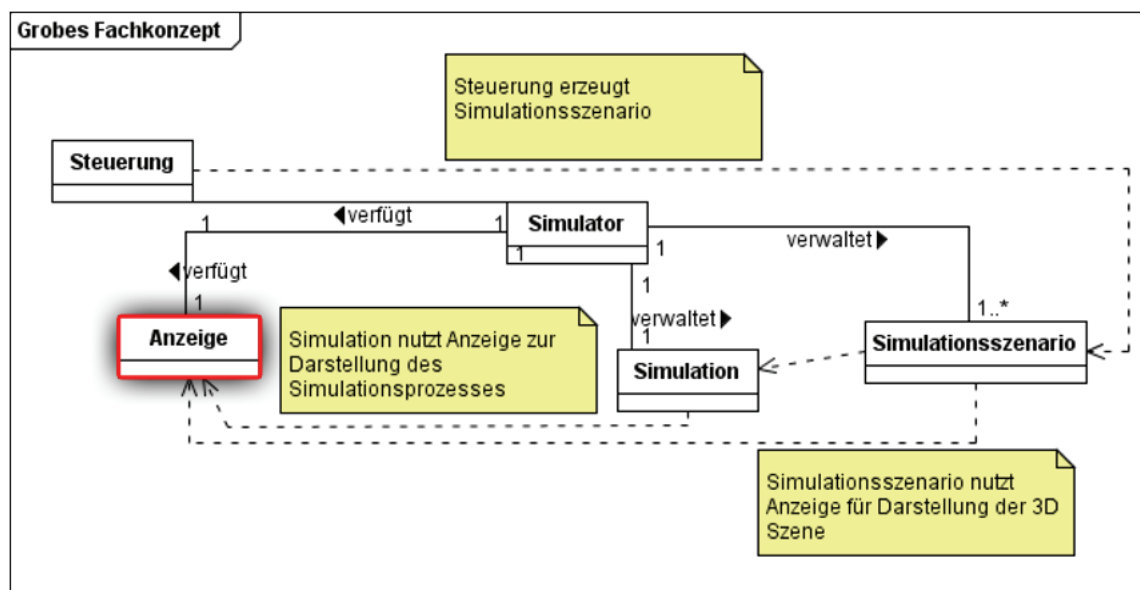 Grobes Fachkonzept
Steuerung erzeugt
Simulationsszenario
Steuerung
1
◀verfügt
1
Simulator
1
1
verwaltet▶
◀verfügt
1
1
1..*
verwaltet▶
1
Anzeige
Simulation nutzt Anzeige zur
Darstellung des
Simulationsprozesses
Simulation
Simulationsszenario
Simulationsszenario nutzt
Anzeige für Darstellung der 3D
Szene